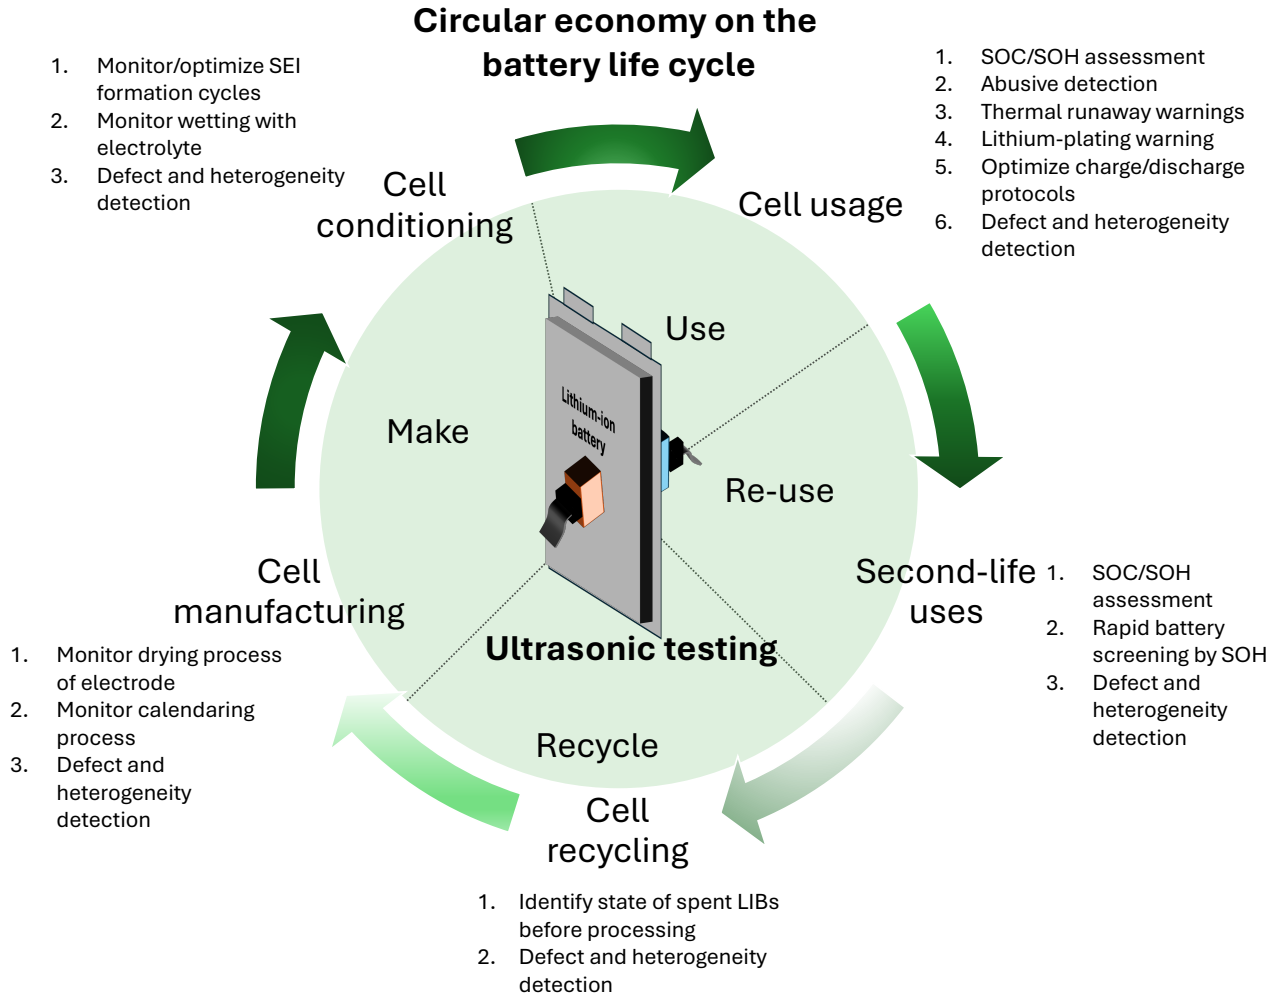 Circular economy on the
battery life cycle
1. Monitor/optimize SEI
formation cycles
2. Monitor wetting with
electrolyte
3. Defect and heterogeneity
detection
Cell
conditioning
1. SOC/SOH assessment
2. Abusive detection
3. Thermal runaway warnings
4. Lithium-plating warning
5. Optimize charge/discharge
protocols
6. Defect and heterogeneity
detection
Cell usage
Use
Make
Lithium-ion
battery
Re-use
Second-life
uses
1. SOC/SOH
assessment
2. Rapid battery
screening by SOH
3. Defect and
heterogeneity
detection
Cell
manufacturing
1. Monitor drying process
of electrode
2. Monitor calendaring
process
3. Defect and
heterogeneity
detection
Ultrasonic testing
Recycle
Cell
recycling
1. Identify state of spent LIBs
before processing
2. Defect and heterogeneity
detection